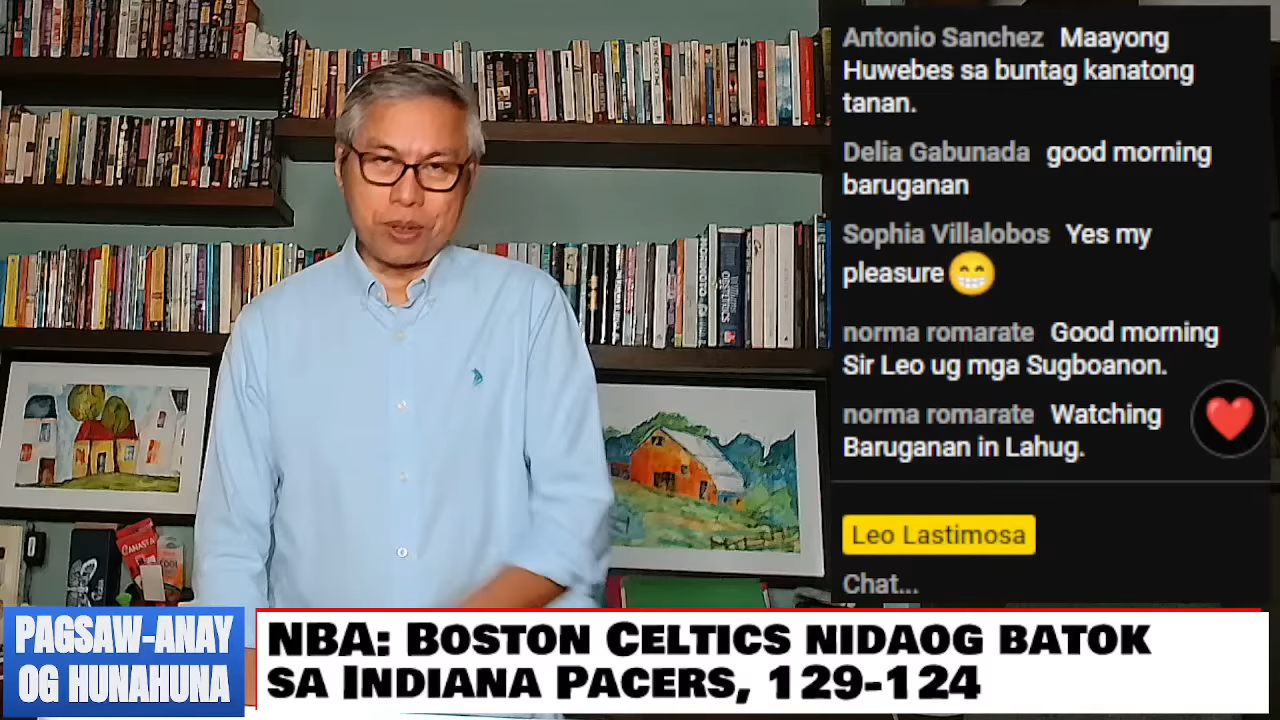 Antonio Sanchez Maayong
Huwebes sa buntag kanatong
tanan.
Delia Gabunada good morning
baruganan
Sophia Villalobos Yes my
pleasure😁
norma romarate Good morning
Sir Leo ug mga Sugboanon.
norma romarate Watching
Baruganan in Lahug.
Leo Lastimosa
Chat...
CANASTA
PAGSAW-ANAY
OG HUNAHUNA
NBA: BOSTON CELTICS NIDAOG BATOK
SA INDIANA PACERS, 129-124